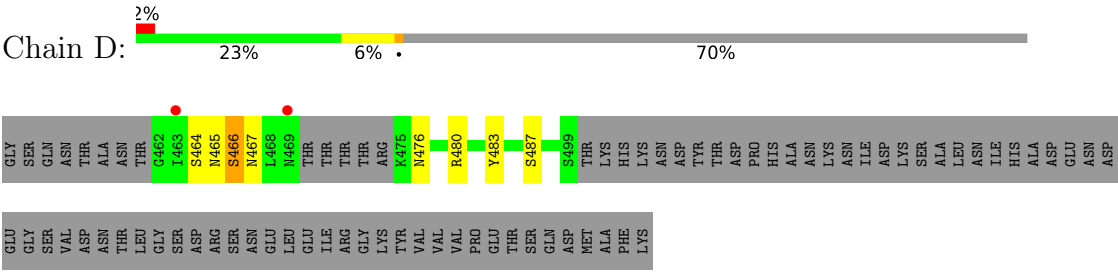 2%
Chain D:
23% 6% • 70%
GLY SER GLN ASN THR ALA ASN THR G462 I463 S464 N465 S466 N467 L468 N469 THR THR THR THR ARG K475 N476 R480 Y483 S487 S499 THR LYS HIS LYS ASN ASP TYR THR ASP PRO HIS ALA ASN LYS ASN ILE ASP LYS SER ALA LEU ASN ILE HIS ALA ASP GLU ASN ASP
GLU GLY SER VAL ASP ASN THR LEU GLY SER ASP ARG SER ASN GLU LEU GLU ILE ARG GLY LYS TYR VAL VAL VAL PRO GLU THR SER GLN ASP MET ALA PHE LYS